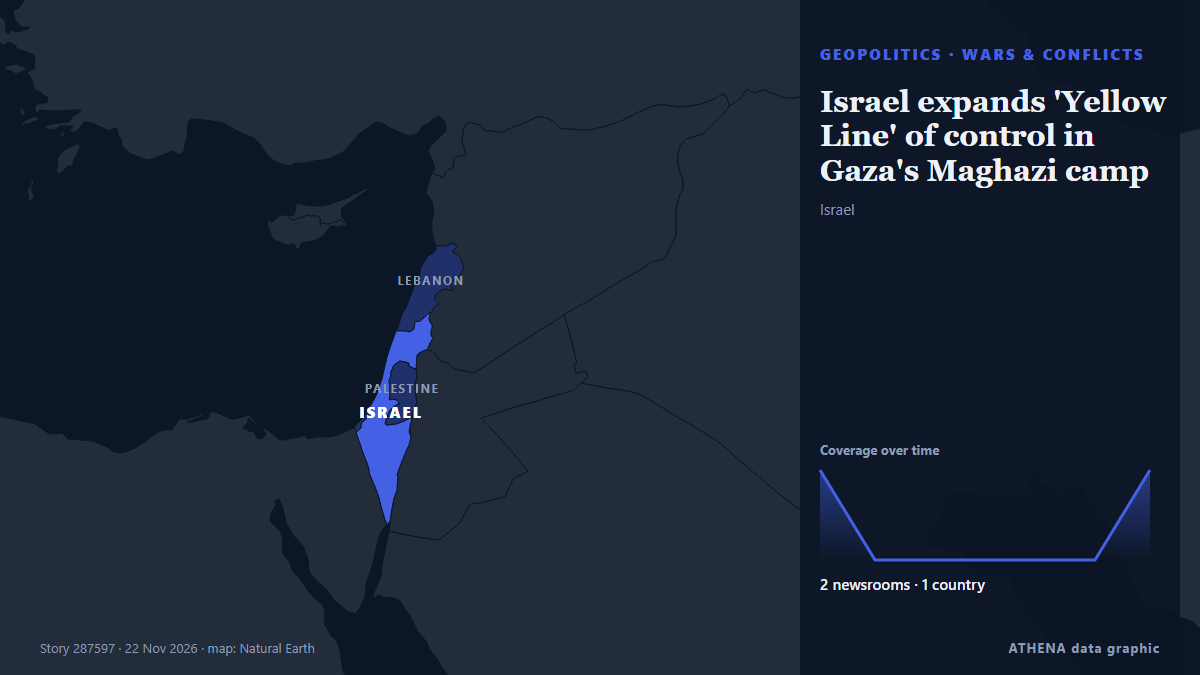 GEOPOLITICS · WARS & CONFLICTS
Israel expands 'Yellow
Line' of control in
Gaza's Maghazi camp
Israel
LEBANON
PALESTINE
ISRAEL
Coverage over time
2 newsrooms · 1 country
Story 287597 · 22 Nov 2026 · map: Natural Earth
ATHENA data graphic